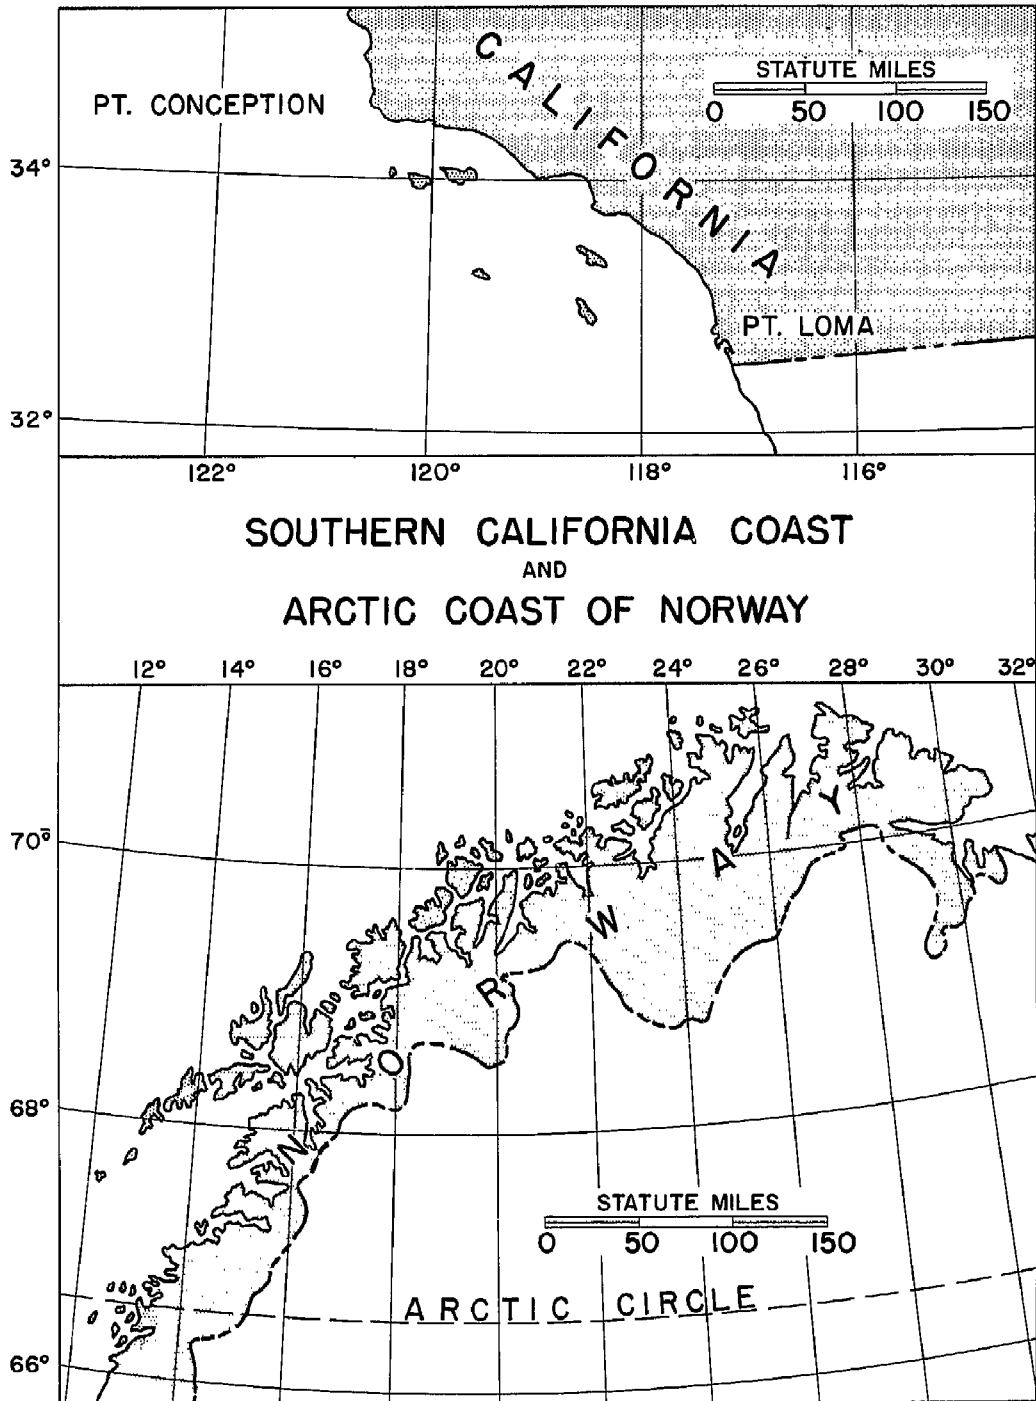 CALIFORNIA
STATUTE MILES
0 50 100 150
PT. CONCEPTION
34°
PT. LOMA
32°
122° 120° 118° 116°
SOUTHERN CALIFORNIA COAST
AND
ARCTIC COAST OF NORWAY
12° 14° 16° 18° 20° 22° 24° 26° 28° 30° 32°
70°
NORWAY
68°
STATUTE MILES
0 50 100 150
ARCTIC CIRCLE
66°